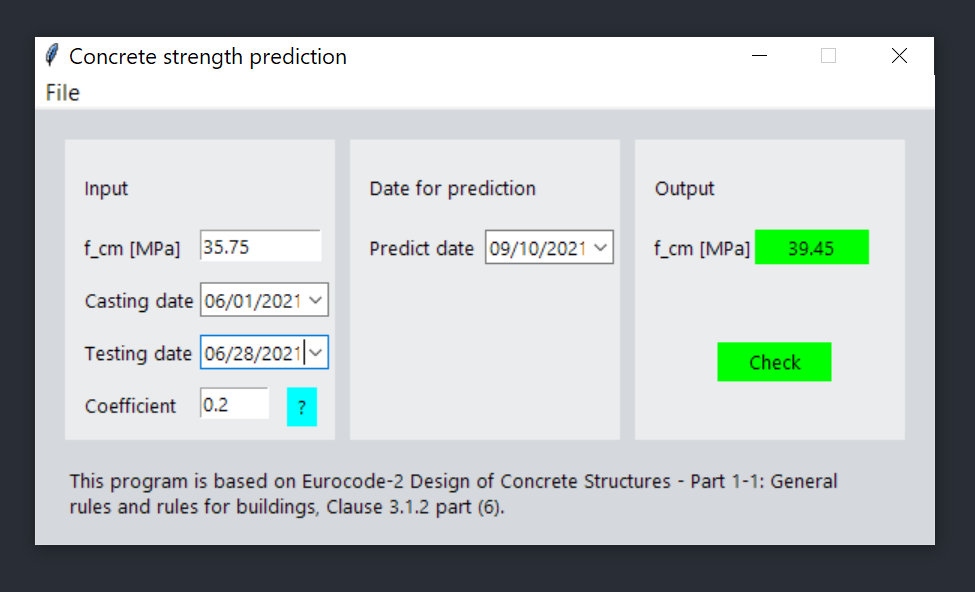 Concrete strength prediction
File
Input
f_cm [MPa] 35.75
Casting date 06/01/2021
Testing date 06/28/2021
Coefficient 0.2 ?
Date for prediction
Predict date 09/10/2021
Output
f_cm [MPa] 39.45
Check
This program is based on Eurocode-2 Design of Concrete Structures - Part 1-1: General
rules and rules for buildings, Clause 3.1.2 part (6).